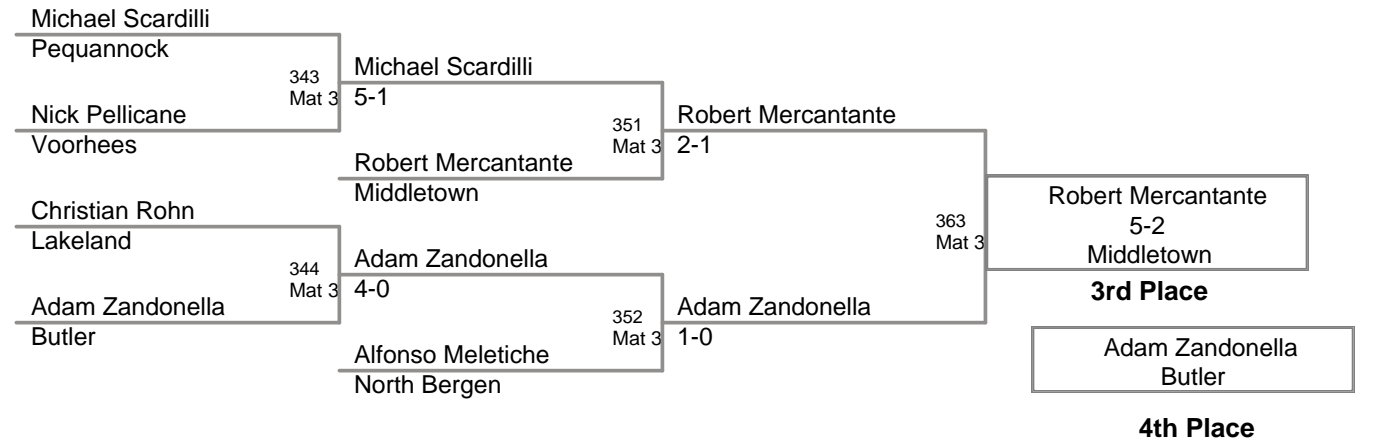 Michael Scardilli
Pequannock
343
Mat 3
Michael Scardilli
5-1
Nick Pellicane
Voorhees
351
Mat 3
Robert Mercantante
2-1
Robert Mercantante
Middletown
Christian Rohn
Lakeland
363
Mat 3
Robert Mercantante
5-2
Middletown
3rd Place
344
Mat 3
Adam Zandonella
4-0
Adam Zandonella
Butler
352
Mat 3
Adam Zandonella
1-0
Alfonso Meletiche
North Bergen
Adam Zandonella
Butler
4th Place